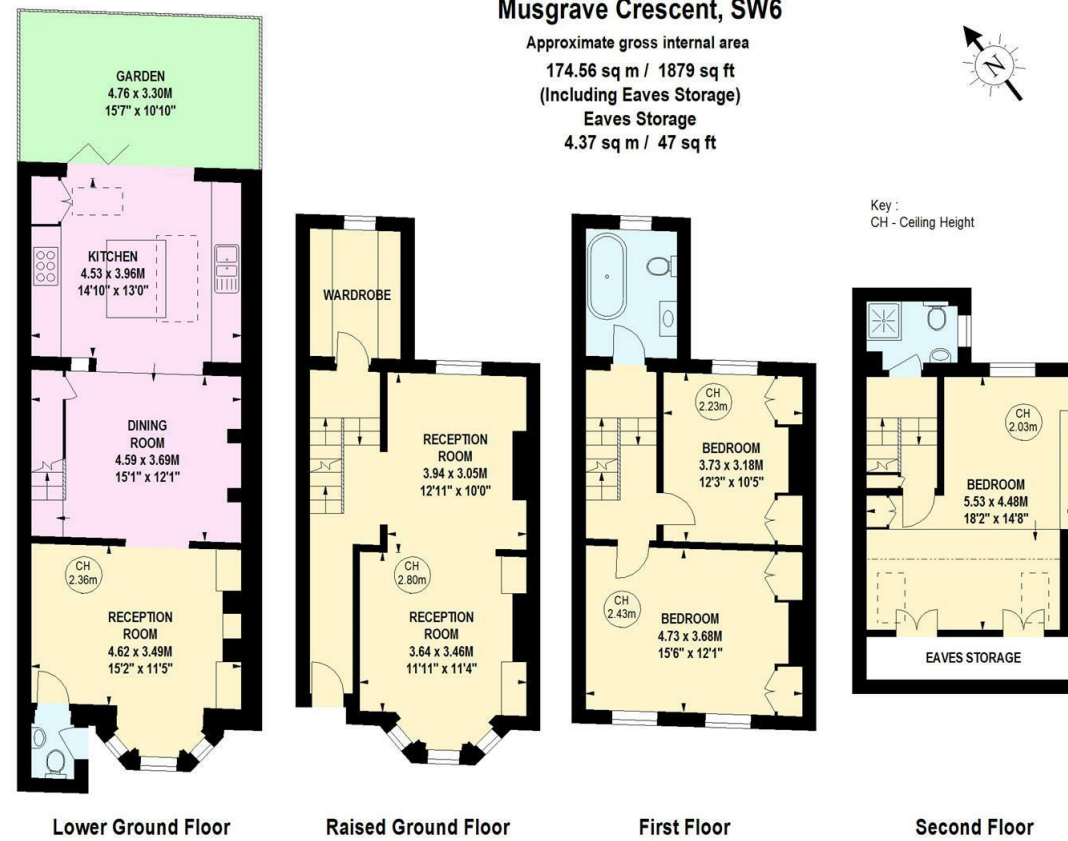 Musgrave Crescent, SW6
Approximate gross internal area
174.56 sq m / 1879 sq ft
(Including Eaves Storage)
Eaves Storage
4.37 sq m / 47 sq ft
N
Key :
CH - Ceiling Height
GARDEN
4.76 x 3.30M
15'7" x 10'10"
KITCHEN
4.53 x 3.96M
14'10" x 13'0"
DINING
ROOM
4.59 x 3.69M
15'1" x 12'1"
CH
2.36m
RECEPTION
ROOM
4.62 x 3.49M
15'2" x 11'5"
Lower Ground Floor
WARDROBE
RECEPTION
ROOM
3.94 x 3.05M
12'11" x 10'0"
CH
2.80m
RECEPTION
ROOM
3.64 x 3.46M
11'11" x 11'4"
Raised Ground Floor
CH
2.23m
BEDROOM
3.73 x 3.18M
12'3" x 10'5"
CH
2.43m
BEDROOM
4.73 x 3.68M
15'6" x 12'1"
First Floor
CH
2.03m
BEDROOM
5.53 x 4.48M
18'2" x 14'8"
EAVES STORAGE
Second Floor